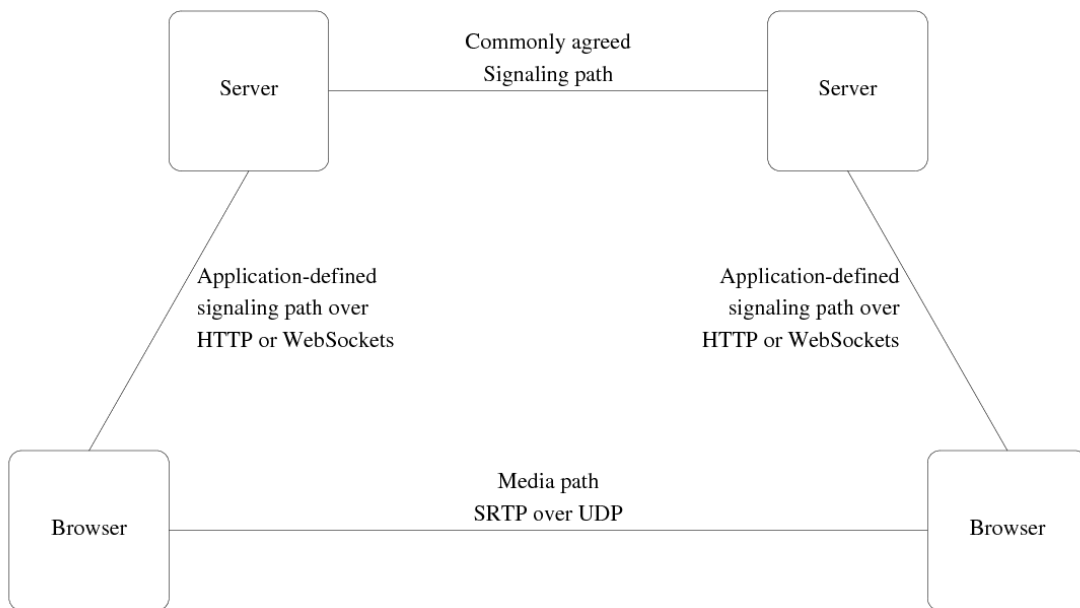 Commonly agreed
Signaling path
Server
Server
Application-defined
signaling path over
HTTP or WebSockets
Application-defined
signaling path over
HTTP or WebSockets
Media path
SRTP over UDP
Browser
Browser